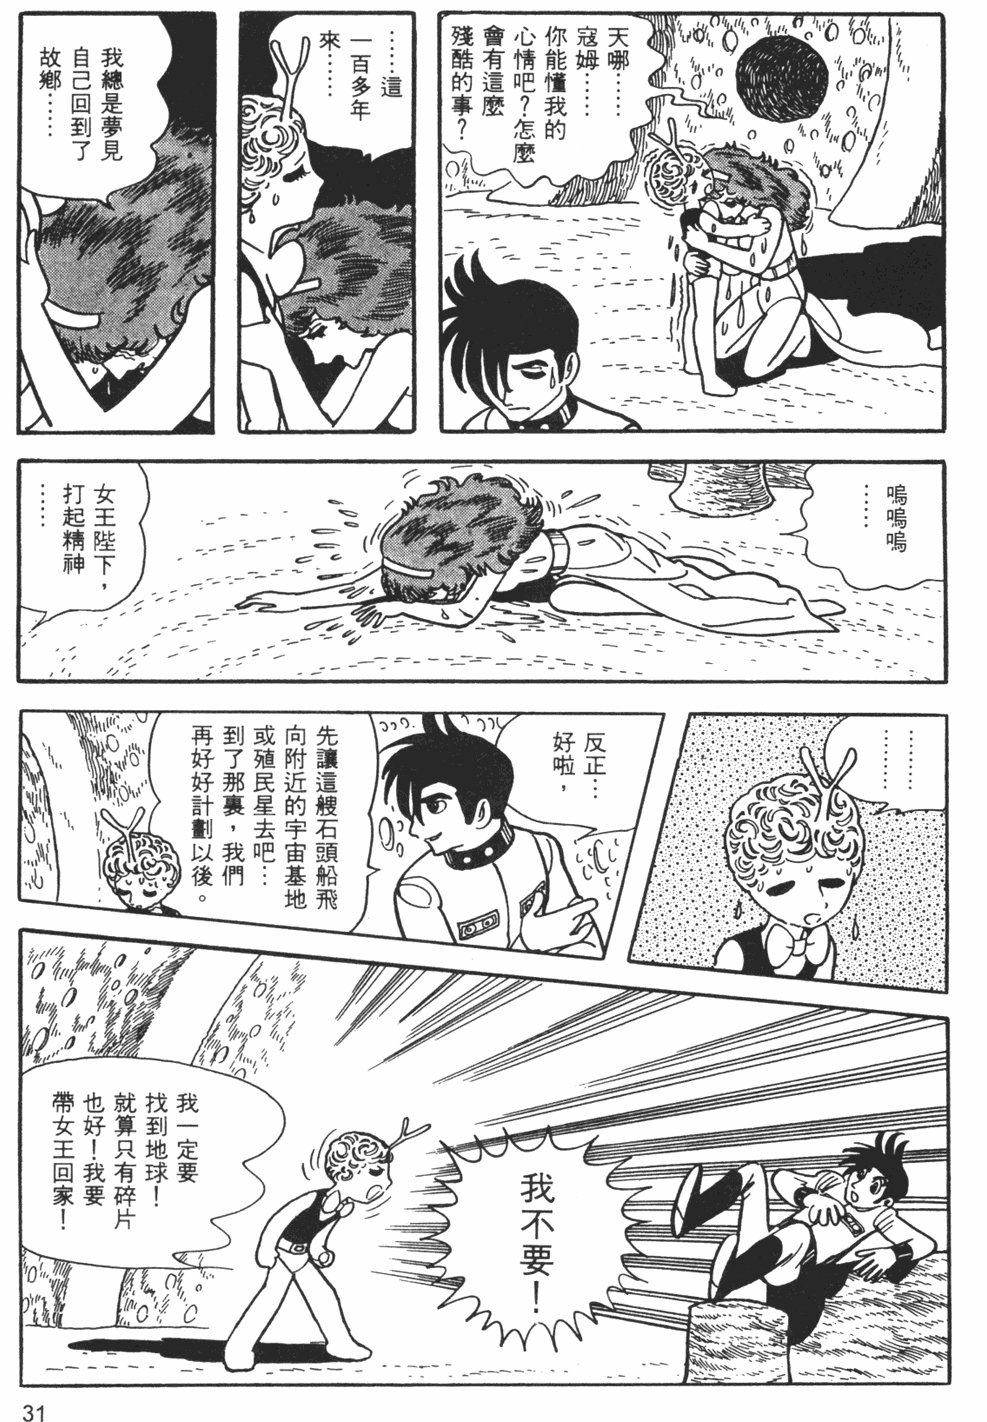 天哪……
寇姆……
你能懂我的
心情吧？怎麼
會有這麼
殘酷的事？
……這
一百多年
來……
我總是夢見
自己回到了
故鄉……
嗚嗚嗚
……
女王陛下，
打起精神
……
……
……
反正…
好啦，
先讓這艘石頭船飛
向附近的宇宙基地
或殖民星去吧…
到了那裏，我們
再好好計劃以後。
我不要！
我一定要
找到地球！
就算只有碎片
也好！我要
帶女王回家！
31